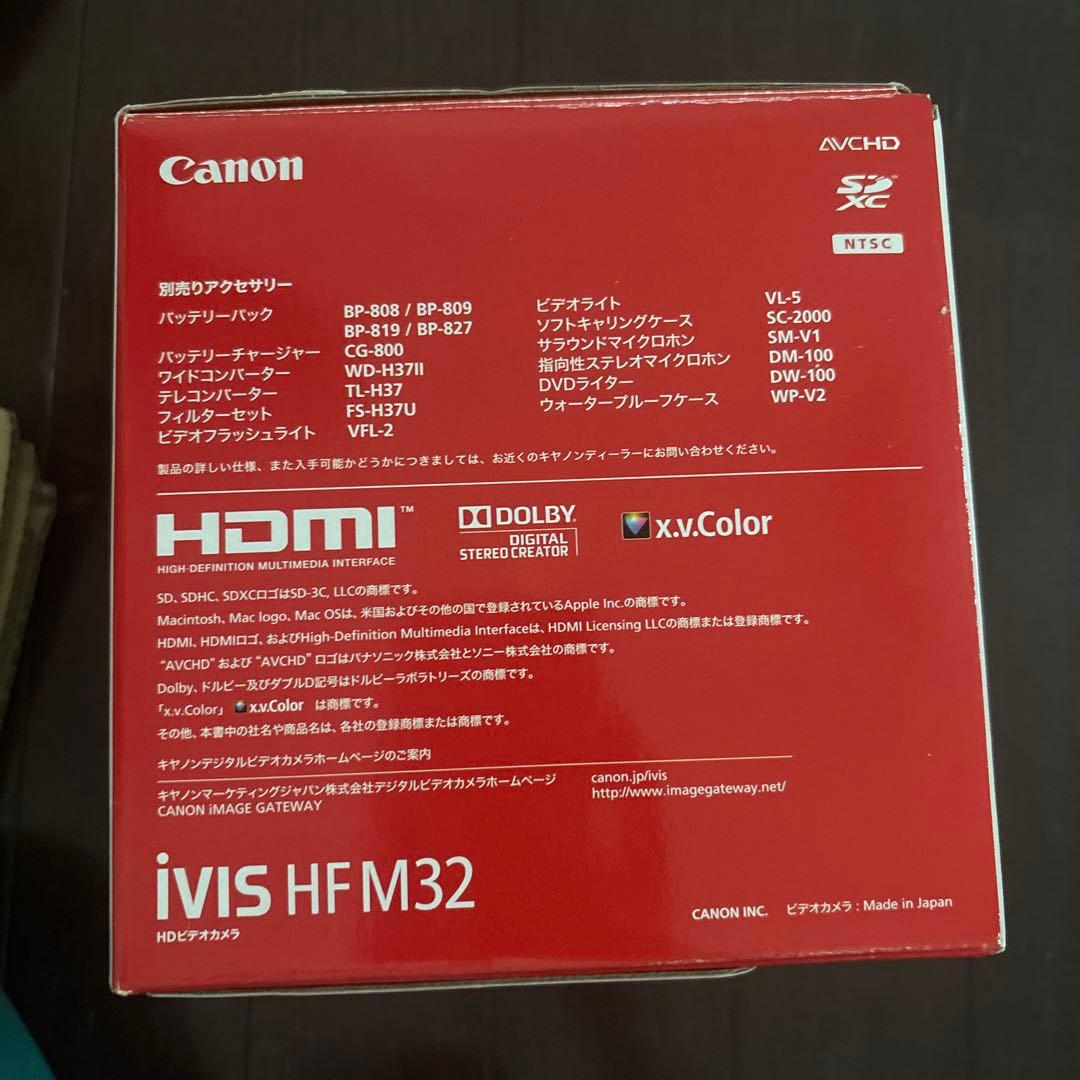 Canon
AVCHD
SD XC™
NTSC
別売りアクセサリー
バッテリーパック BP-808 / BP-809
BP-819 / BP-827
バッテリーチャージャー CG-800
ワイドコンバーター WD-H37II
テレコンバーター TL-H37
フィルターセット FS-H37U
ビデオフラッシュライト VFL-2
ビデオライト VL-5
ソフトキャリングケース SC-2000
サラウンドマイクロホン SM-V1
指向性ステレオマイクロホン DM-100
DVDライター DW-100
ウォータープルーフケース WP-V2
製品の詳しい仕様、また入手可能かどうかにつきましては、お近くのキヤノンディーラーにお問い合わせください。
HDMI™
HIGH-DEFINITION MULTIMEDIA INTERFACE
DOLBY®
DIGITAL
STEREO CREATOR
x.v.Color
SD、SDHC、SDXCロゴはSD-3C, LLCの商標です。
Macintosh、Mac logo、Mac OSは、米国およびその他の国で登録されているApple Inc.の商標です。
HDMI、HDMIロゴ、およびHigh-Definition Multimedia Interfaceは、HDMI Licensing LLCの商標または登録商標です。
“AVCHD” および “AVCHD” ロゴはパナソニック株式会社とソニー株式会社の商標です。
Dolby、ドルビー及びダブルD記号はドルビーラボラトリーズの商標です。
「x.v.Color」 x.v.Color は商標です。
その他、本書中の社名や商品名は、各社の登録商標または商標です。
キヤノンデジタルビデオカメラホームページのご案内
キヤノンマーケティングジャパン株式会社デジタルビデオカメラホームページ canon.jp/ivis
CANON iMAGE GATEWAY http://www.imagegateway.net/
iVIS HF M32
HDビデオカメラ
CANON INC. ビデオカメラ : Made in Japan